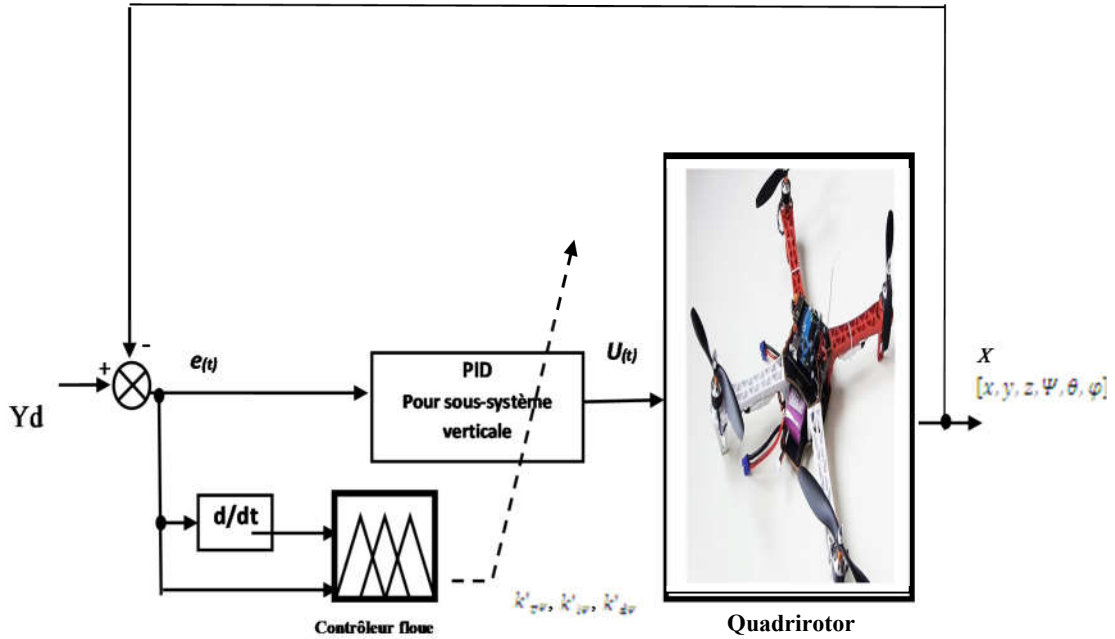 -
+
e(t)
Yd
PID
Pour sous-système
verticale
U(t)
X
[x, y, z, Ψ, θ, φ]
d/dt
Contrôleur floue
Quadrirotor